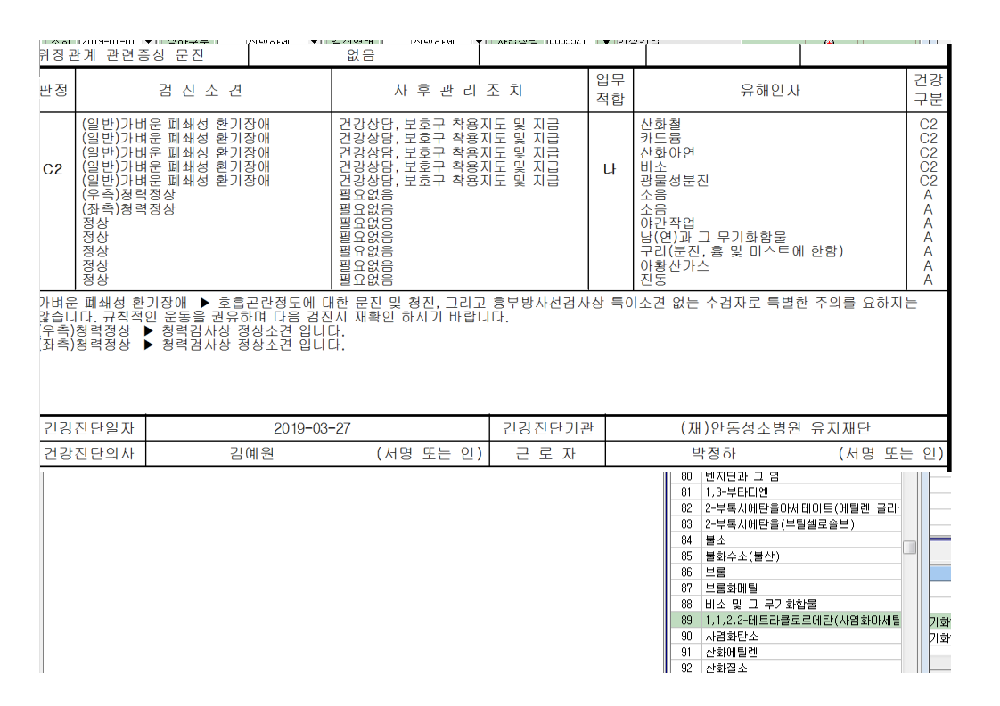 위장관계 관련증상 문진 없음
판정 검 진 소 견 사 후 관 리 조 치 업무 적합 유해인자 건강 구분
(일반)가벼운 폐쇄성 환기장애 건강상담, 보호구 착용지도 및 지급 산화철 C2
(일반)가벼운 폐쇄성 환기장애 건강상담, 보호구 착용지도 및 지급 카드뮴 C2
(일반)가벼운 폐쇄성 환기장애 건강상담, 보호구 착용지도 및 지급 산화아연 C2
C2 (일반)가벼운 폐쇄성 환기장애 건강상담, 보호구 착용지도 및 지급 나 비소 C2
(일반)가벼운 폐쇄성 환기장애 건강상담, 보호구 착용지도 및 지급 광물성분진 C2
(우측)청력정상 필요없음 소음 A
(좌측)청력정상 필요없음 소음 A
정상 필요없음 야간작업 A
정상 필요없음 납(연)과 그 무기화합물 A
정상 필요없음 구리(분진, 흄 및 미스트에 한함) A
정상 필요없음 아황산가스 A
정상 필요없음 진동 A
가벼운 폐쇄성 환기장애 ▶ 호흡곤란정도에 대한 문진 및 청진, 그리고 흉부방사선검사상 특이소견 없는 수검자로 특별한 주의를 요하지는
않습니다. 규칙적인 운동을 권유하며 다음 검진시 재확인 하시기 바랍니다.
(우측)청력정상 ▶ 청력검사상 정상소견 입니다.
(좌측)청력정상 ▶ 청력검사상 정상소견 입니다.
건강진단일자 2019-03-27 건강진단기관 (재)안동성소병원 유지재단
건강진단의사 김예원 (서명 또는 인) 근 로 자 박정하 (서명 또는 인)
80 벤지딘과 그 염
81 1,3-부타디엔
82 2-부톡시에탄올아세테이트(에틸렌 글리
83 2-부톡시에탄올(부틸셀로솔브)
84 불소
85 불화수소(불산)
86 브롬
87 브롬화메틸
88 비소 및 그 무기화합물
89 1,1,2,2-테트라클로로에탄(사염화아세틸 기화
90 사염화탄소 기화
91 산화에틸렌
92 산화질소